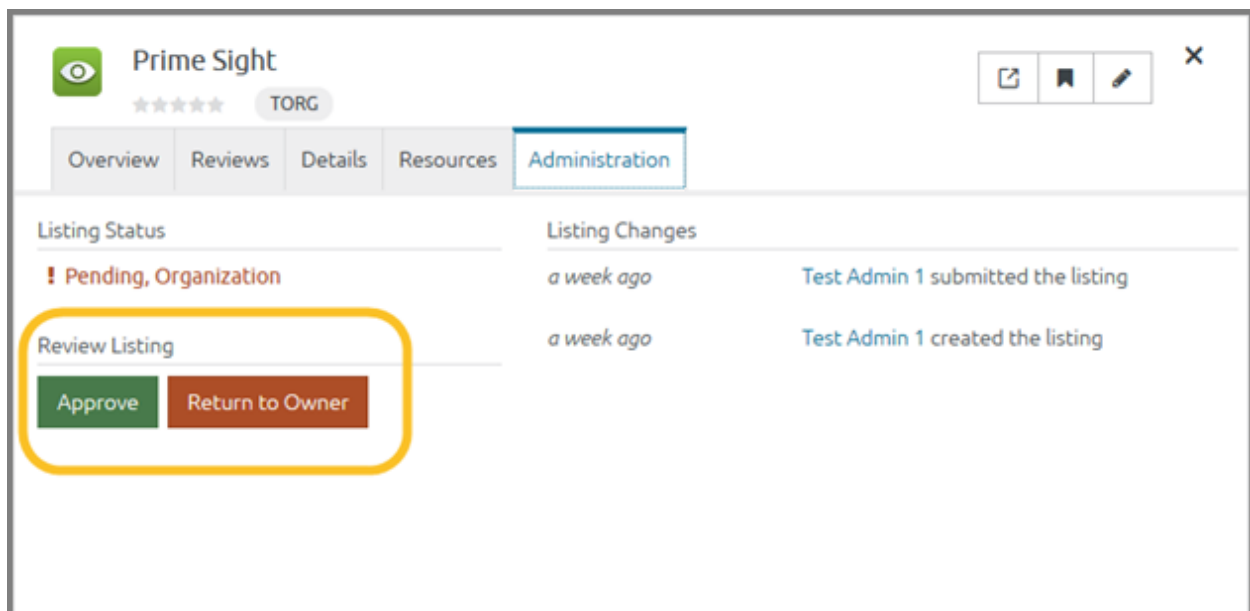 Prime Sight
TORG
Overview Reviews Details Resources Administration
Listing Status
! Pending, Organization
Review Listing
Approve Return to Owner
Listing Changes
a week ago Test Admin 1 submitted the listing
a week ago Test Admin 1 created the listing